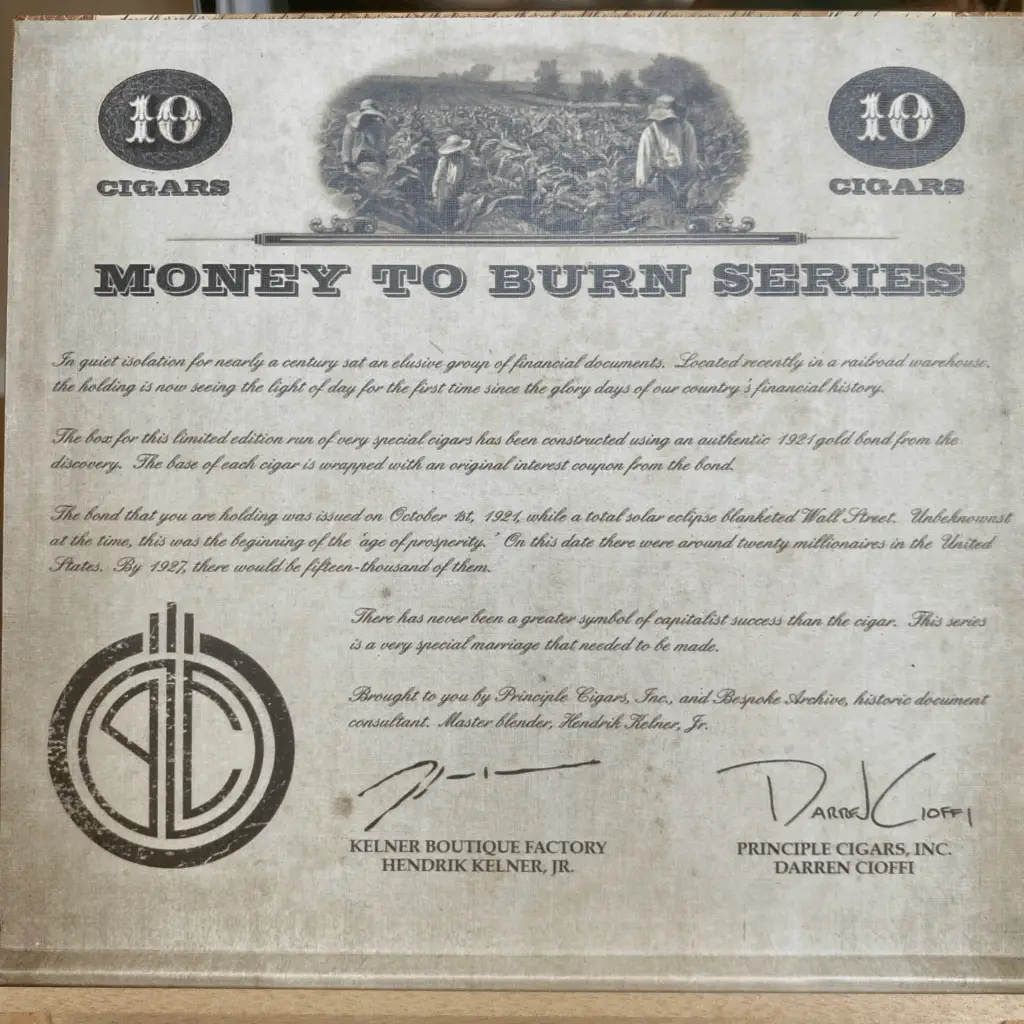 10 10
CIGARS CIGARS
MONEY TO BURN SERIES
In quiet isolation for nearly a century sat an elusive group of financial documents. Located recently in a railroad warehouse,
the holding is now seeing the light of day for the first time since the glory days of our country's financial history.
The box for this limited edition run of very special cigars has been constructed using an authentic 1921 gold bond from the
discovery. The base of each cigar is wrapped with an original interest coupon from the bond.
The bond that you are holding was issued on October 1st, 1921, while a total solar eclipse blanketed Wall Street. Unbeknownst
at the time, this was the beginning of the 'age of prosperity.' On this date there were around twenty millionaires in the United
States. By 1927, there would be fifteen-thousand of them.
There has never been a greater symbol of capitalist success than the cigar. This series
is a very special marriage that needed to be made.
Brought to you by Principle Cigars, Inc., and Bespoke Archive, historic document
consultant. Master blender, Hendrik Kelner, Jr.
Darren Cioffi
KELNER BOUTIQUE FACTORY
HENDRIK KELNER, JR.
PRINCIPLE CIGARS, INC.
DARREN CIOFFI